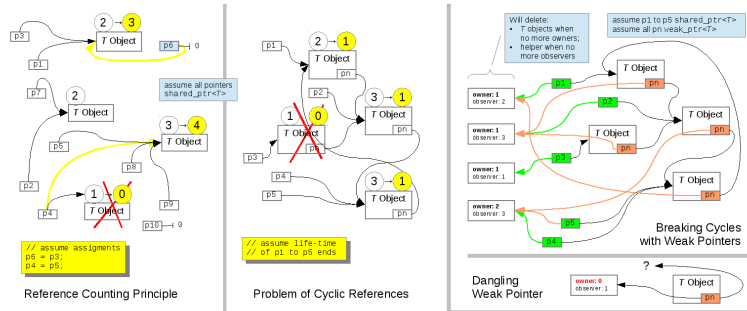 2 → 3
T Object
p3
p1
p6
0
assume all pointers
shared_ptr<T>
p7
2
T Object
p5
3 → 4
T Object
p8
p2
p4
1 → 0
T Object
p9
p10
0
// assume assigments
p6 = p3;
p4 = p5;
Reference Counting Principle
p1
2 → 1
T Object
pn
p2
3 → 1
T Object
pn
1
0
T Object
pn
p3
p4
p5
3 → 1
T Object
pn
// assume life-time
// of p1 to p5 ends
Problem of Cyclic References
Will delete:
• T objects when
no more owners;
• helper when no
more observers
assume p1 to p5 shared_ptr<T>
assume all pn weak_ptr<T>
owner: 1
observer: 2
p1
T Object
pn
p2
owner: 1
observer: 3
T Object
pn
T Object
pn
p3
owner: 1
observer: 1
T Object
pn
owner: 2
observer: 3
p5
p4
Breaking Cycles
with Weak Pointers
Dangling
Weak Pointer
owner: 0
observer: 1
?
T Object
pn